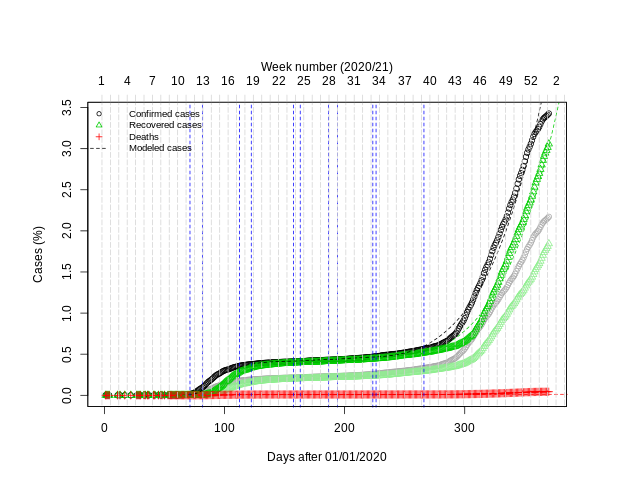 Week number (2020/21)
1 4 7 10 13 16 19 22 25 28 31 34 37 40 43 46 49 52 2
Confirmed cases
Recovered cases
Deaths
Modeled cases
Cases (%)
3.5
3.0
2.5
2.0
1.5
1.0
0.5
0.0
0 100 200 300
Days after 01/01/2020